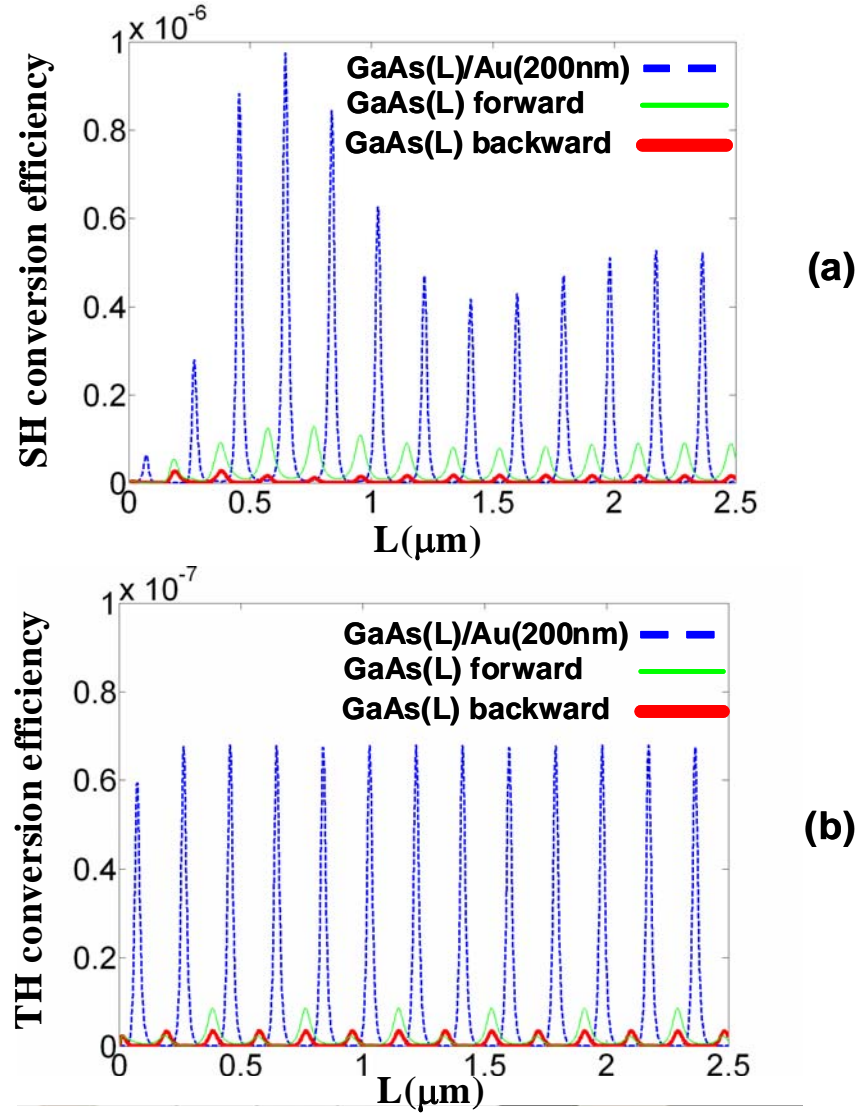 1 x 10-6
GaAs(L)/Au(200nm)
GaAs(L) forward
GaAs(L) backward
0.8
0.6
0.4
0.2
0
0 0.5 1 1.5 2 2.5
SH conversion efficiency
L(μm)
(a)
1 x 10-7
GaAs(L)/Au(200nm)
GaAs(L) forward
GaAs(L) backward
0.8
0.6
0.4
0.2
0
0 0.5 1 1.5 2 2.5
TH conversion efficiency
L(μm)
(b)